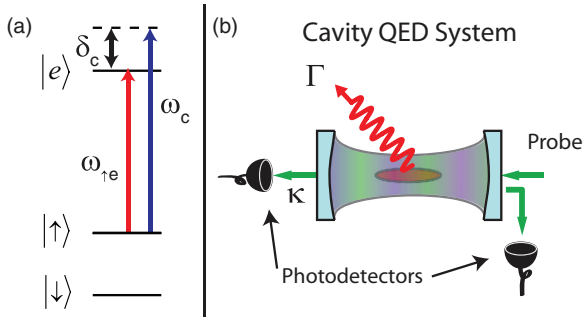 (a)
δc
|e⟩
ωc
ω↑e
|↑⟩
|↓⟩
(b)
Cavity QED System
Γ
Probe
κ
Photodetectors